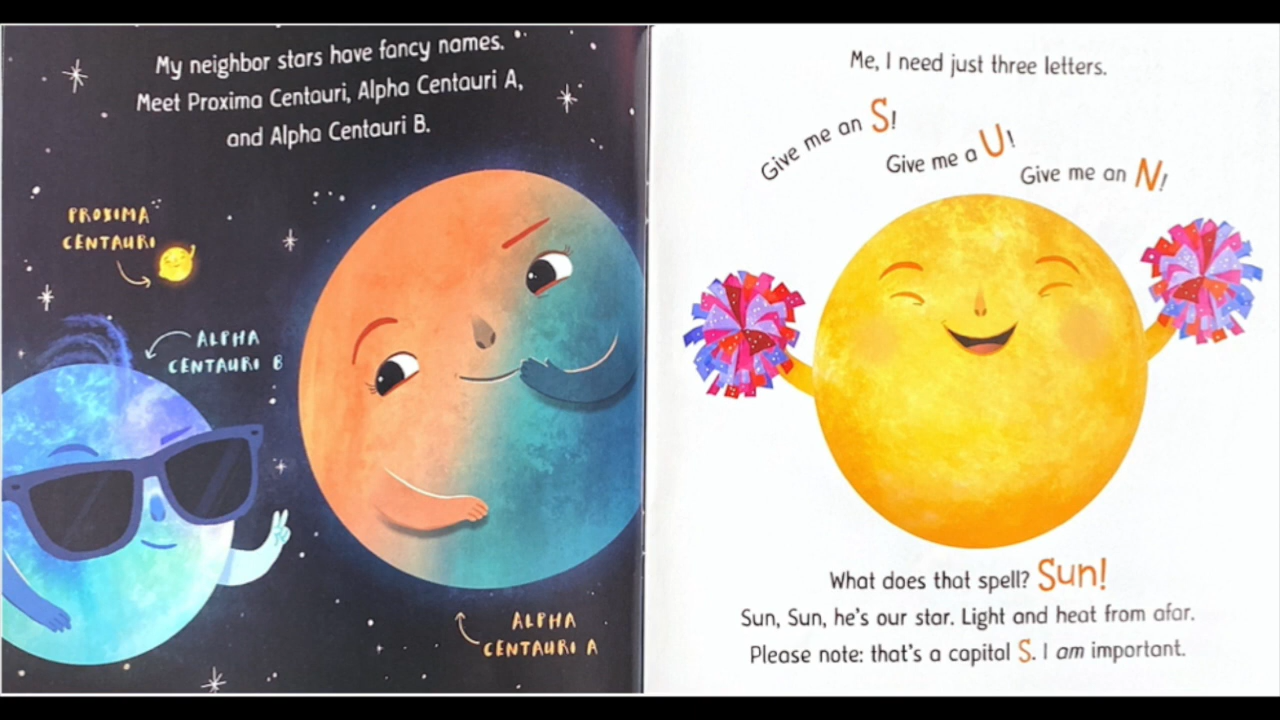 My neighbor stars have fancy names.
Meet Proxima Centauri, Alpha Centauri A,
and Alpha Centauri B.
PROXIMA
CENTAURI
ALPHA
CENTAURI B
ALPHA
CENTAURI A
Me, I need just three letters.
Give me an S!
Give me a U!
Give me an N!
What does that spell? Sun!
Sun, Sun, he's our star. Light and heat from afar.
Please note: that's a capital S. I am important.